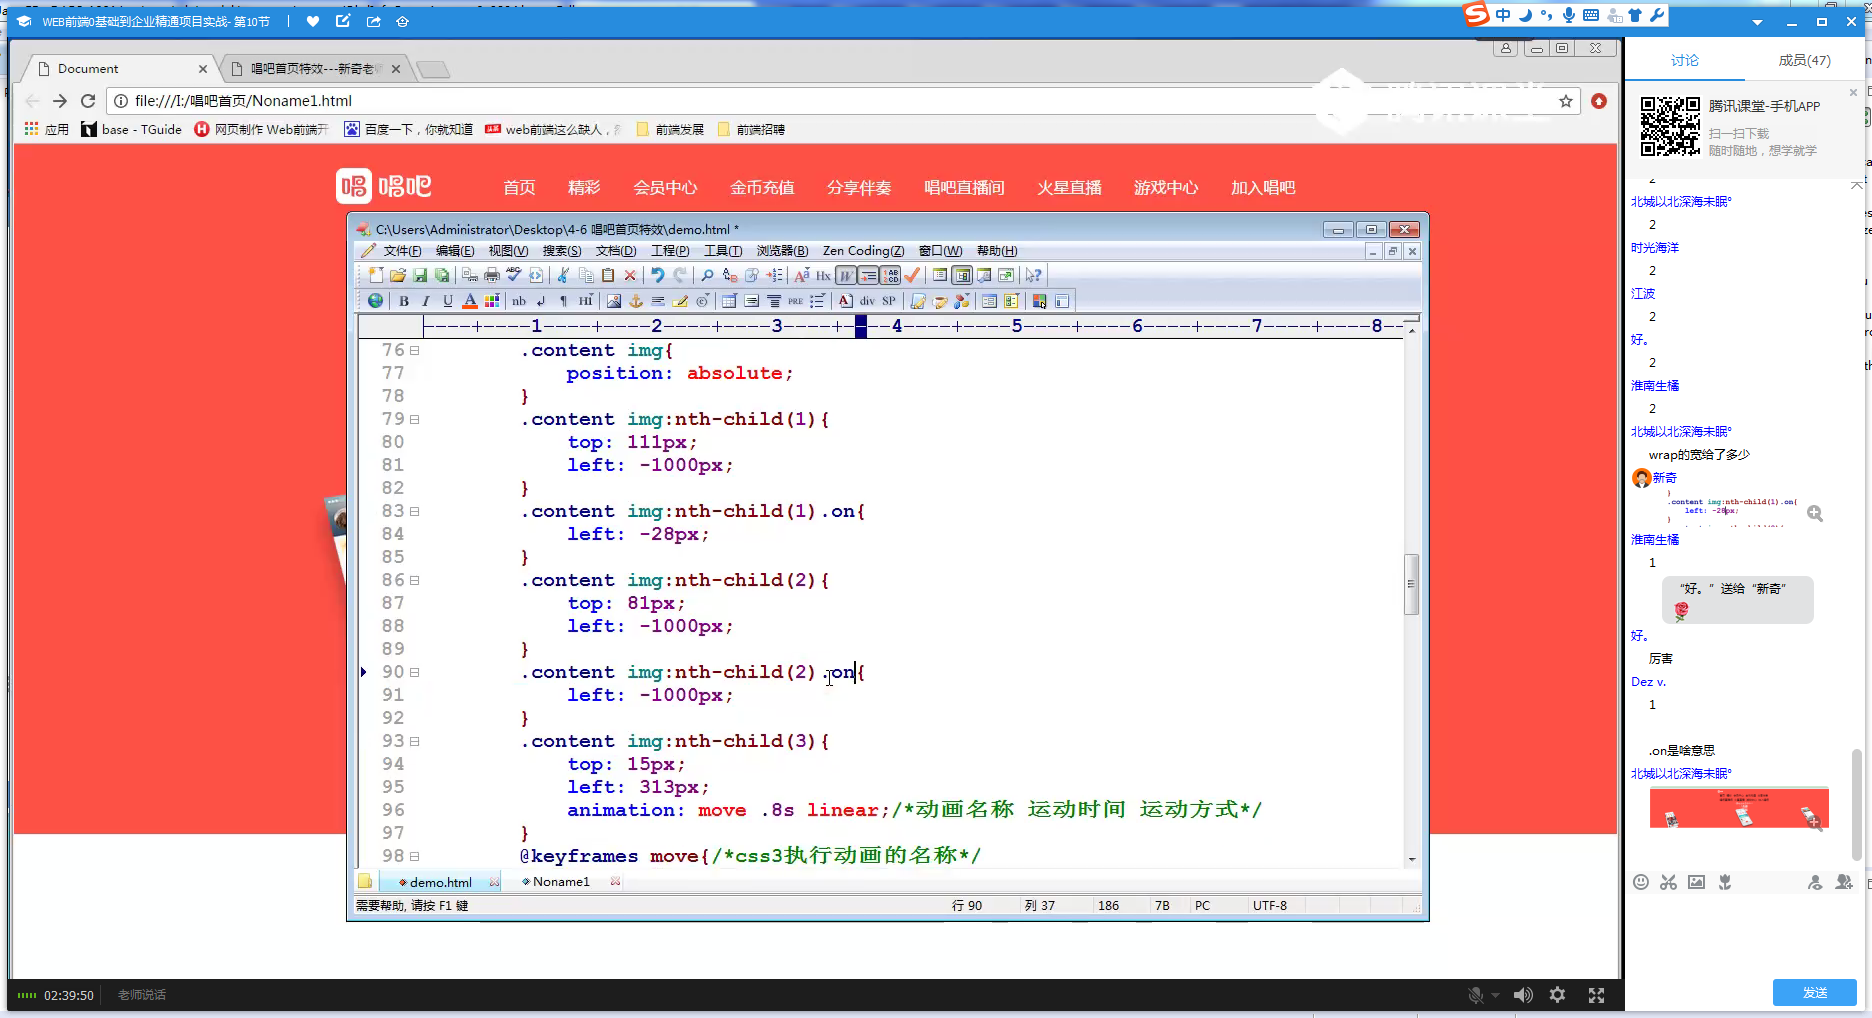 WEB前端0基础到企业精通项目实战- 第10节
中
Document
唱吧首页特效---新奇老师
file:///I:/唱吧首页/Noname1.html
应用
base - TGuide
网页制作 Web前端开
百度一下，你就知道
web前端这么缺人，
前端发展
前端招聘
唱吧
首页
精彩
会员中心
金币充值
分享伴奏
唱吧直播间
火星直播
游戏中心
加入唱吧
C:\Users\Administrator\Desktop\4-6 唱吧首页特效\demo.html *
文件(F) 编辑(E) 视图(V) 搜索(S) 文档(D) 工程(P) 工具(T) 浏览器(B) Zen Coding(Z) 窗口(W) 帮助(H)
----+----1----+----2----+----3----+----4----+----5----+----6----+----7----+----8
76 .content img{
77 position: absolute;
78 }
79 .content img:nth-child(1){
80 top: 111px;
81 left: -1000px;
82 }
83 .content img:nth-child(1).on{
84 left: -28px;
85 }
86 .content img:nth-child(2){
87 top: 81px;
88 left: -1000px;
89 }
90 .content img:nth-child(2).on{
91 left: -1000px;
92 }
93 .content img:nth-child(3){
94 top: 15px;
95 left: 313px;
96 animation: move .8s linear;/*动画名称 运动时间 运动方式*/
97 }
98 @keyframes move{/*css3执行动画的名称*/
demo.html
Noname1
需要帮助, 请按 F1 键
行 90
列 37
186
7B
PC
UTF-8
02:39:50
老师说话
讨论
成员(47)
腾讯课堂-手机APP
扫一扫下载
随时随地，想学就学
2
北城以北深海未眠°
2
时光海洋
2
江波
2
好。
2
淮南生橘
2
北城以北深海未眠°
wrap的宽给了多少
新奇
}
.content img:nth-child(1).on{
left: -28px;
}
淮南生橘
1
“好。”送给“新奇”
好。
厉害
Dez v.
1
.on是啥意思
北城以北深海未眠°
发送